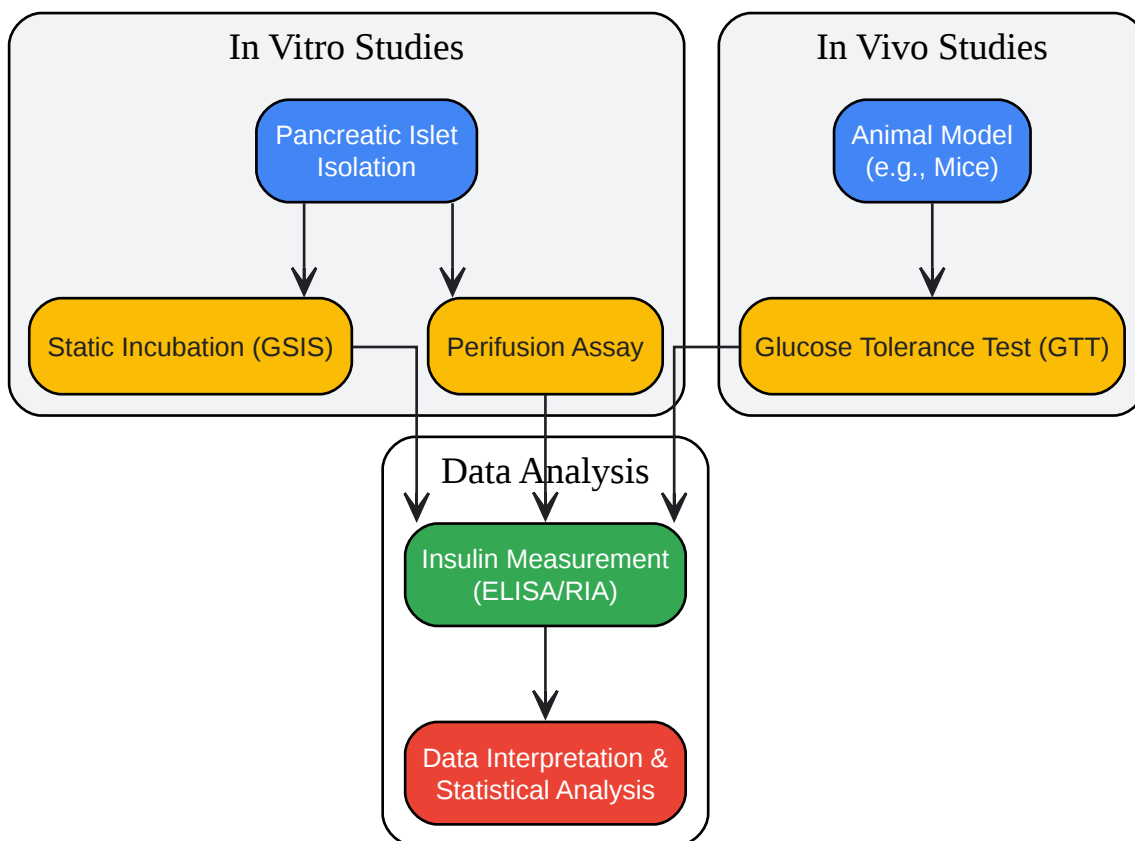 In Vitro Studies
Pancreatic Islet
Isolation
Static Incubation (GSIS)
Perifusion Assay
In Vivo Studies
Animal Model
(e.g., Mice)
Glucose Tolerance Test (GTT)
Data Analysis
Insulin Measurement
(ELISA/RIA)
Data Interpretation &
Statistical Analysis